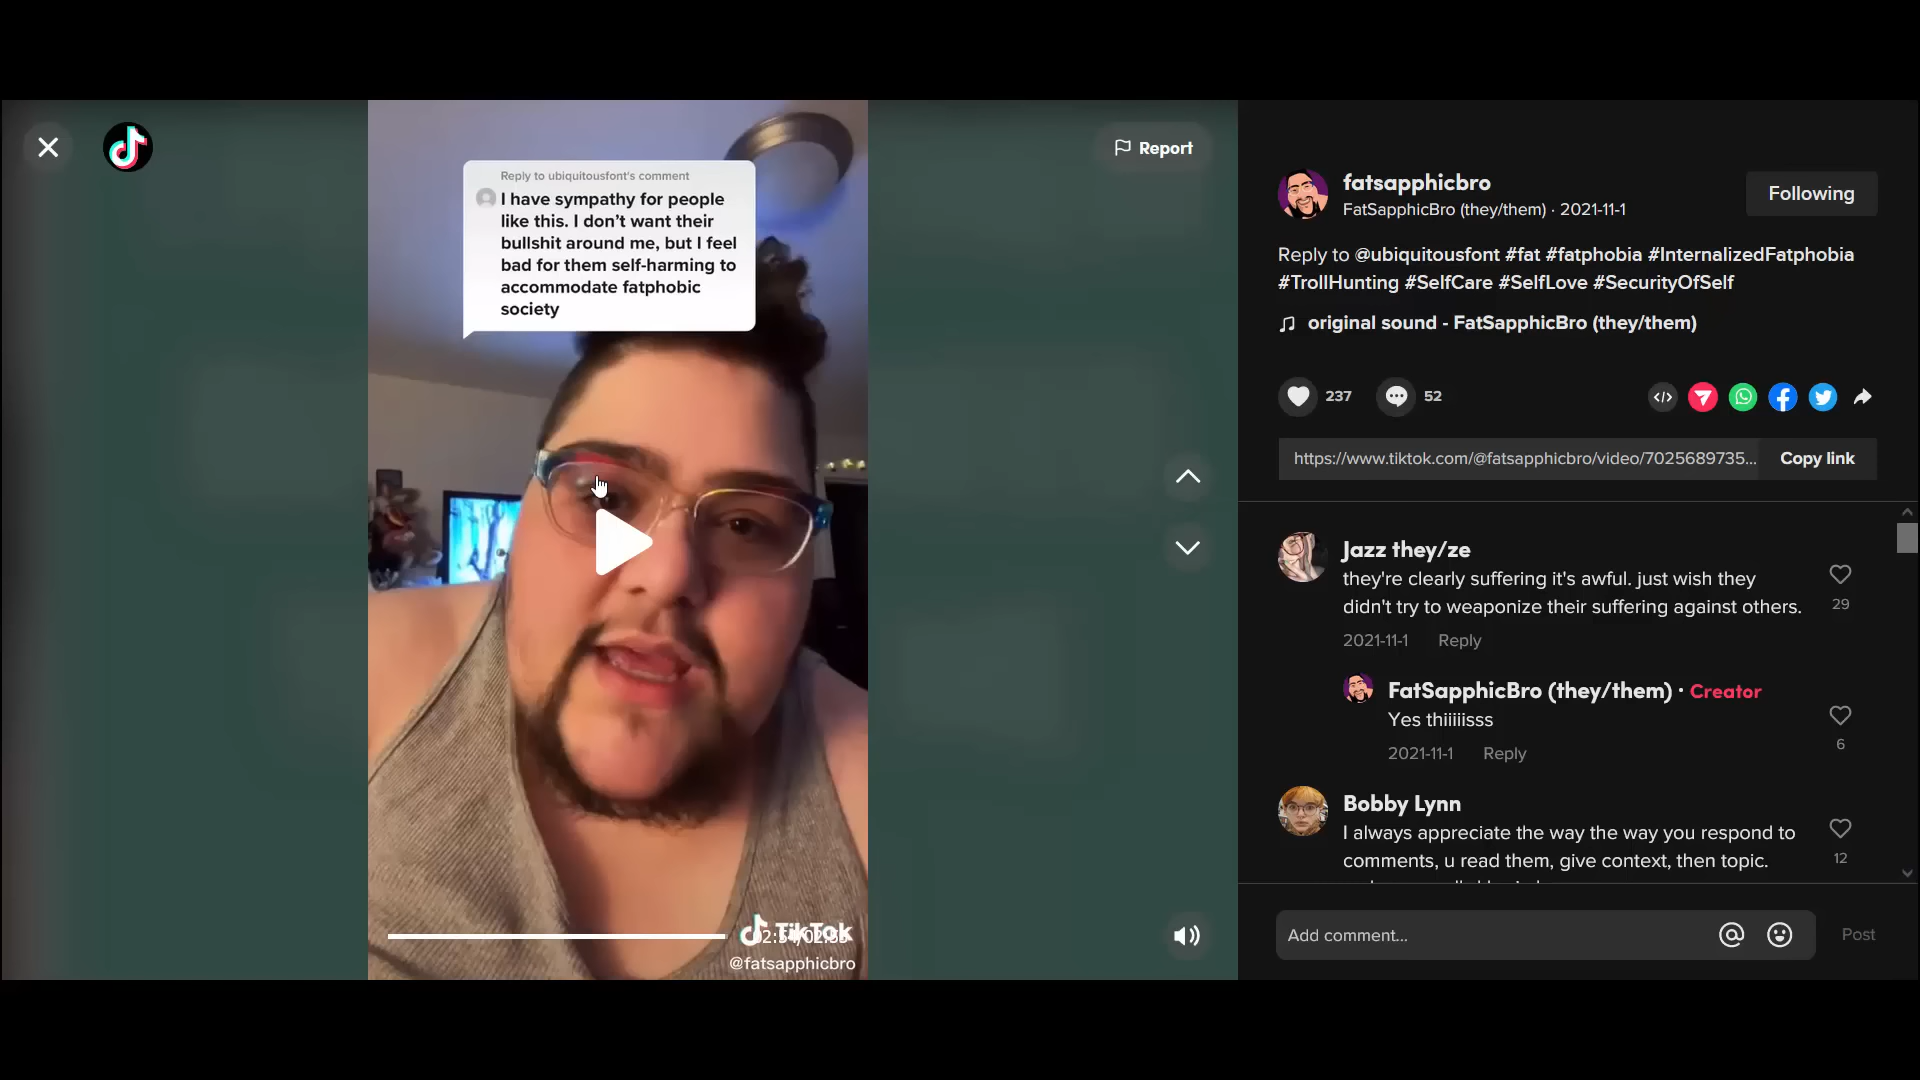 Report
Reply to ubiquitousfont's comment
I have sympathy for people
like this. I don't want their
bullshit around me, but I feel
bad for them self-harming to
accommodate fatphobic
society
TikTok
@fatsapphicbro
fatsapphicbro
FatSapphicBro (they/them) · 2021-11-1
Following
Reply to @ubiquitousfont #fat #fatphobia #InternalizedFatphobia
#TrollHunting #SelfCare #SelfLove #SecurityOfSelf
original sound - FatSapphicBro (they/them)
237
52
https://www.tiktok.com/@fatsapphicbro/video/7025689735...
Copy link
Jazz they/ze
they're clearly suffering it's awful. just wish they
didn't try to weaponize their suffering against others.
29
2021-11-1 Reply
FatSapphicBro (they/them) · Creator
Yes thiiiiisss
6
2021-11-1 Reply
Bobby Lynn
I always appreciate the way the way you respond to
comments, u read them, give context, then topic.
12
Add comment...
Post